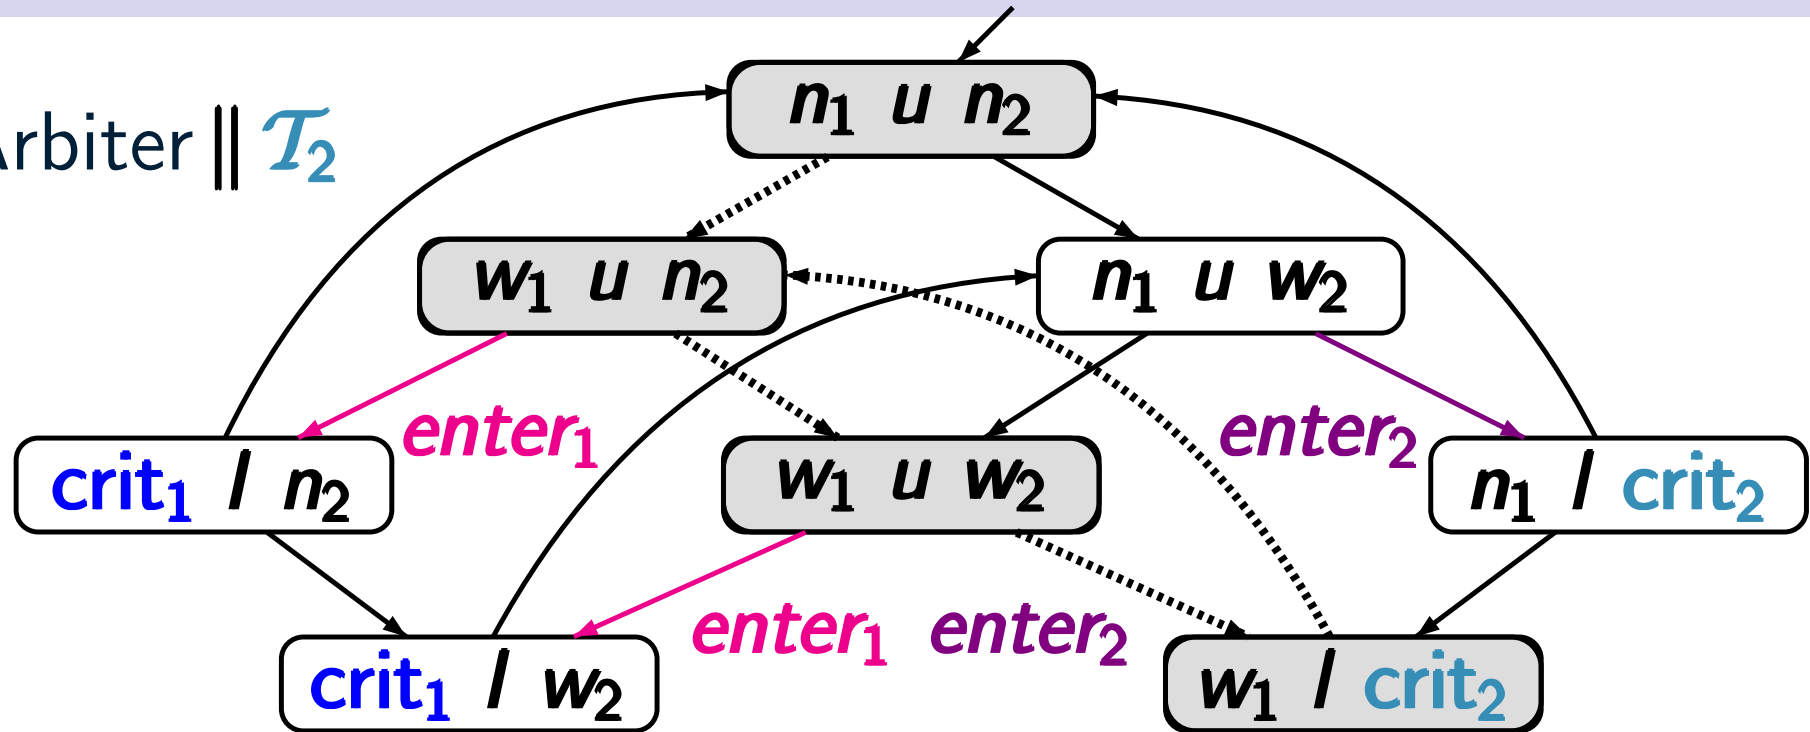 n₁ u n₂
Arbiter ‖ 𝒯₂
w₁ u n₂
n₁ u w₂
enter₁
enter₂
crit₁ l n₂
w₁ u w₂
n₁ l crit₂
enter₁
enter₂
crit₁ l w₂
w₁ l crit₂